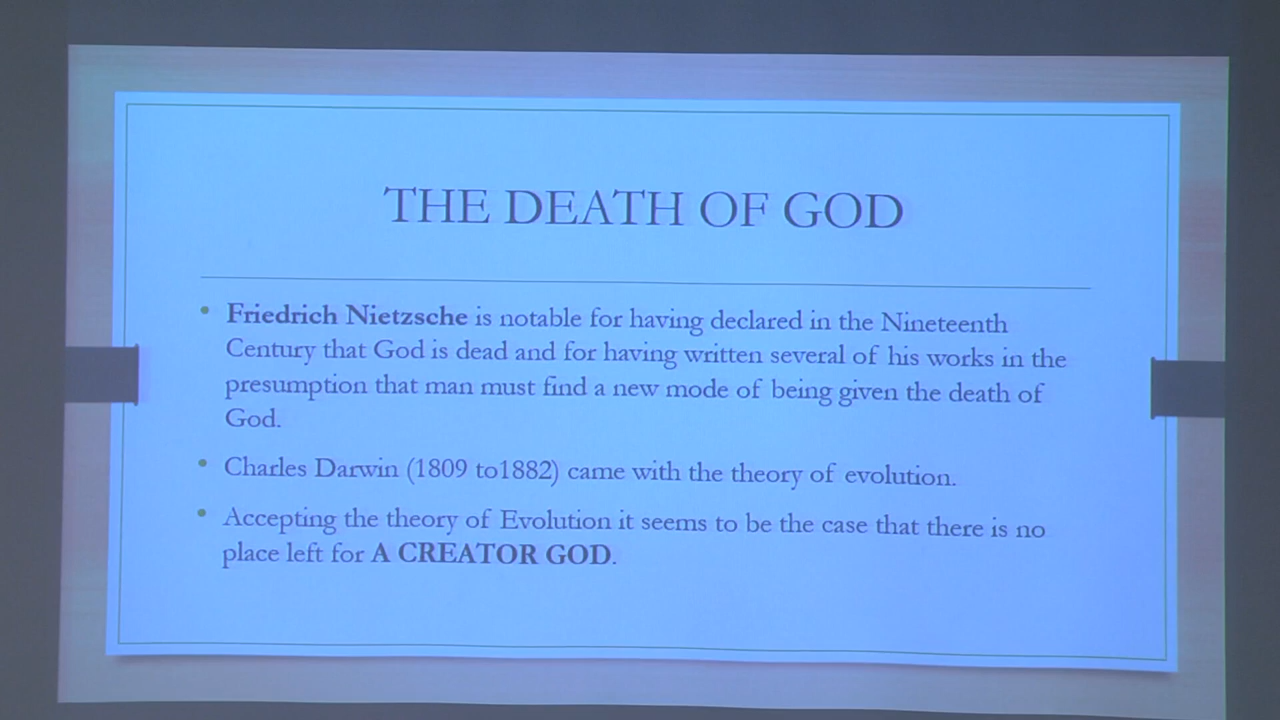 THE DEATH OF GOD
• Friedrich Nietzsche is notable for having declared in the Nineteenth
Century that God is dead and for having written several of his works in the
presumption that man must find a new mode of being given the death of
God.
• Charles Darwin (1809 to1882) came with the theory of evolution.
• Accepting the theory of Evolution it seems to be the case that there is no
place left for A CREATOR GOD.